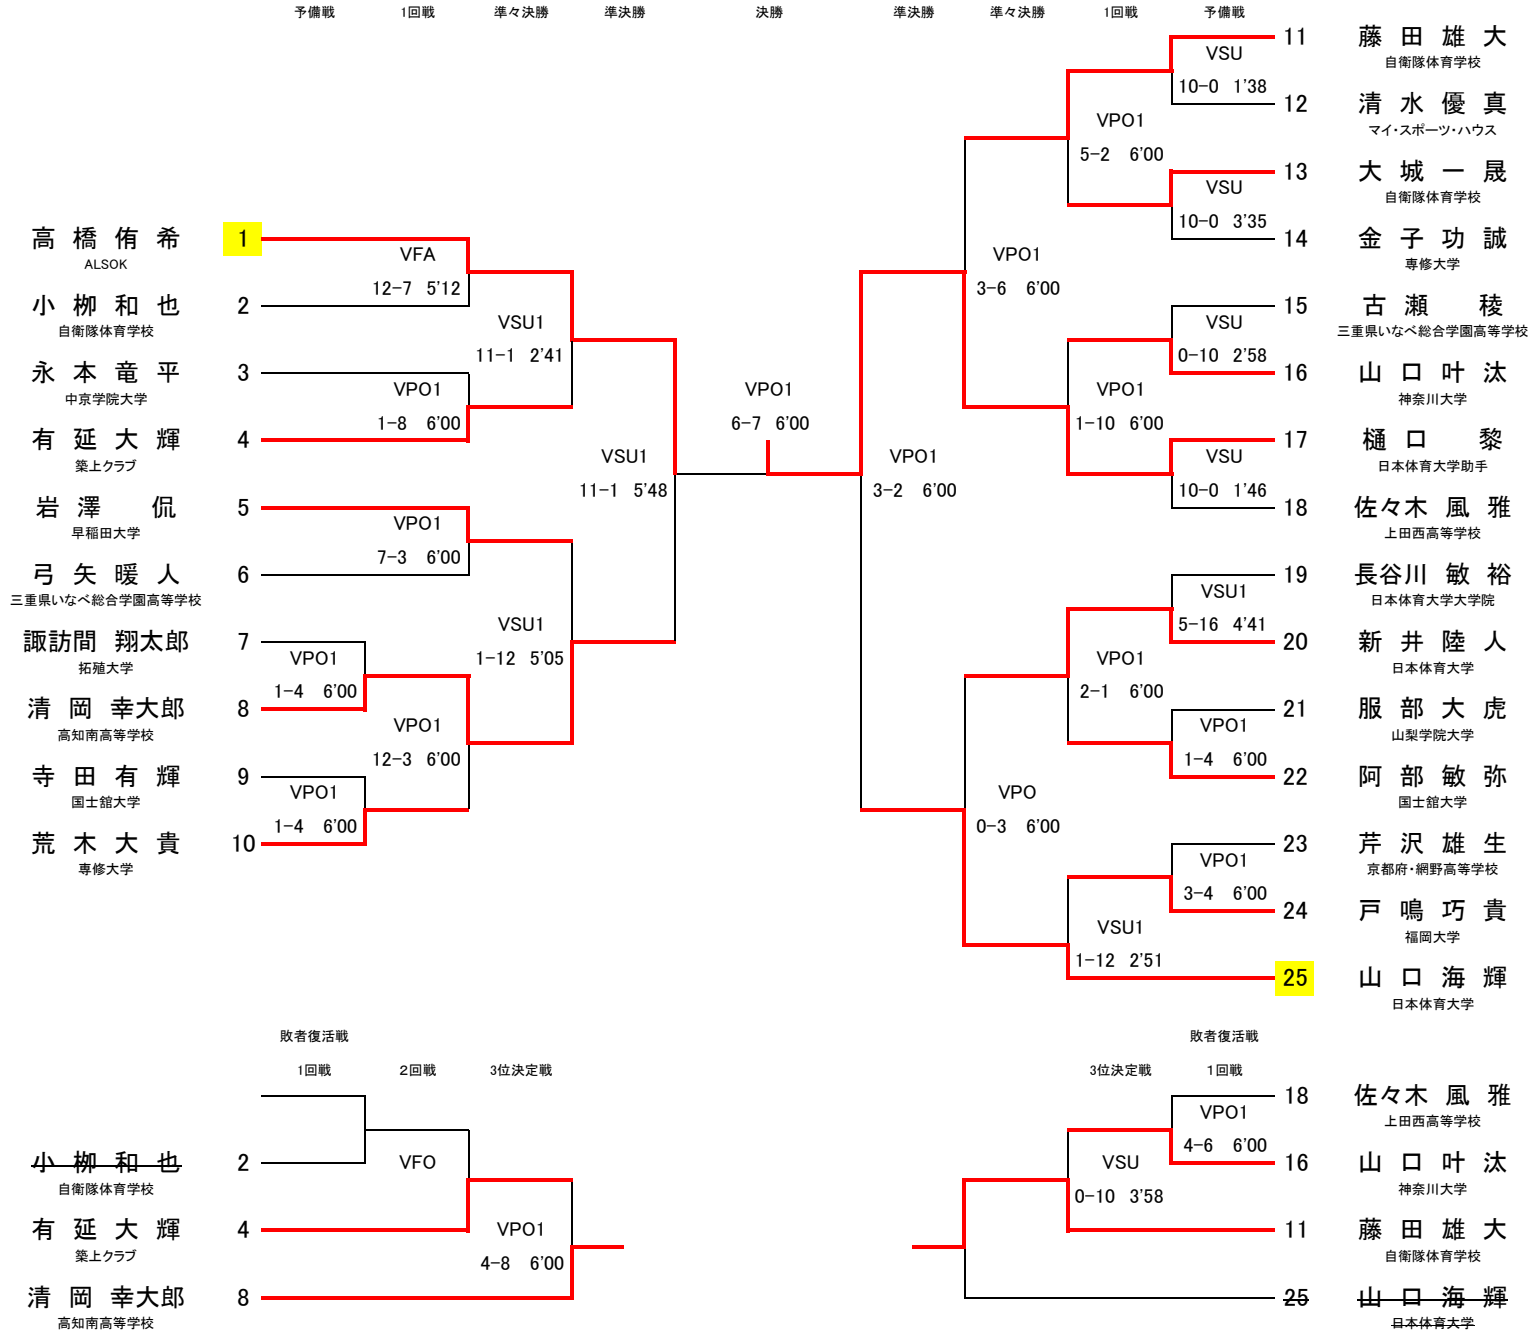 予備戦 1回戦 準々決勝 準決勝 決勝 準決勝 準々決勝 1回戦 予備戦
高橋侑希 1
ALSOK
小栁和也 2
自衛隊体育学校
永本竜平 3
中京学院大学
有延大輝 4
築上クラブ
岩澤 侃 5
早稲田大学
弓矢暖人 6
三重県いなべ総合学園高等学校
諏訪間 翔太郎 7
拓殖大学
清岡幸大郎 8
高知南高等学校
寺田有輝 9
国士舘大学
荒木大貴 10
専修大学
VPO1
1-4 6'00
VPO1
1-4 6'00
VFA
12-7 5'12
VPO1
1-8 6'00
VPO1
7-3 6'00
VPO1
12-3 6'00
VSU1
11-1 2'41
VSU1
1-12 5'05
VSU1
11-1 5'48
VPO1
6-7 6'00
VPO1
3-2 6'00
VPO1
3-6 6'00
VPO
0-3 6'00
VPO1
5-2 6'00
VPO1
1-10 6'00
VPO1
2-1 6'00
VSU1
1-12 2'51
VSU
10-0 1'38
VSU
10-0 3'35
VSU
0-10 2'58
VSU
10-0 1'46
VSU1
5-16 4'41
VPO1
1-4 6'00
VPO1
3-4 6'00
11 藤田雄大
自衛隊体育学校
12 清水優真
マイ・スポーツ・ハウス
13 大城一晟
自衛隊体育学校
14 金子功誠
専修大学
15 古瀬 稜
三重県いなべ総合学園高等学校
16 山口叶汰
神奈川大学
17 樋口 黎
日本体育大学助手
18 佐々木 風雅
上田西高等学校
19 長谷川 敏裕
日本体育大学大学院
20 新井陸人
日本体育大学
21 服部大虎
山梨学院大学
22 阿部敏弥
国士舘大学
23 芹沢雄生
京都府・網野高等学校
24 戸鳴巧貴
福岡大学
25 山口海輝
日本体育大学
敗者復活戦
1回戦 2回戦 3位決定戦
小栁和也 2
自衛隊体育学校
有延大輝 4
築上クラブ
清岡幸大郎 8
高知南高等学校
VFO
VPO1
4-8 6'00
敗者復活戦
3位決定戦 1回戦
VPO1
4-6 6'00
VSU
0-10 3'58
18 佐々木 風雅
上田西高等学校
16 山口叶汰
神奈川大学
11 藤田雄大
自衛隊体育学校
25 山口海輝
日本体育大学